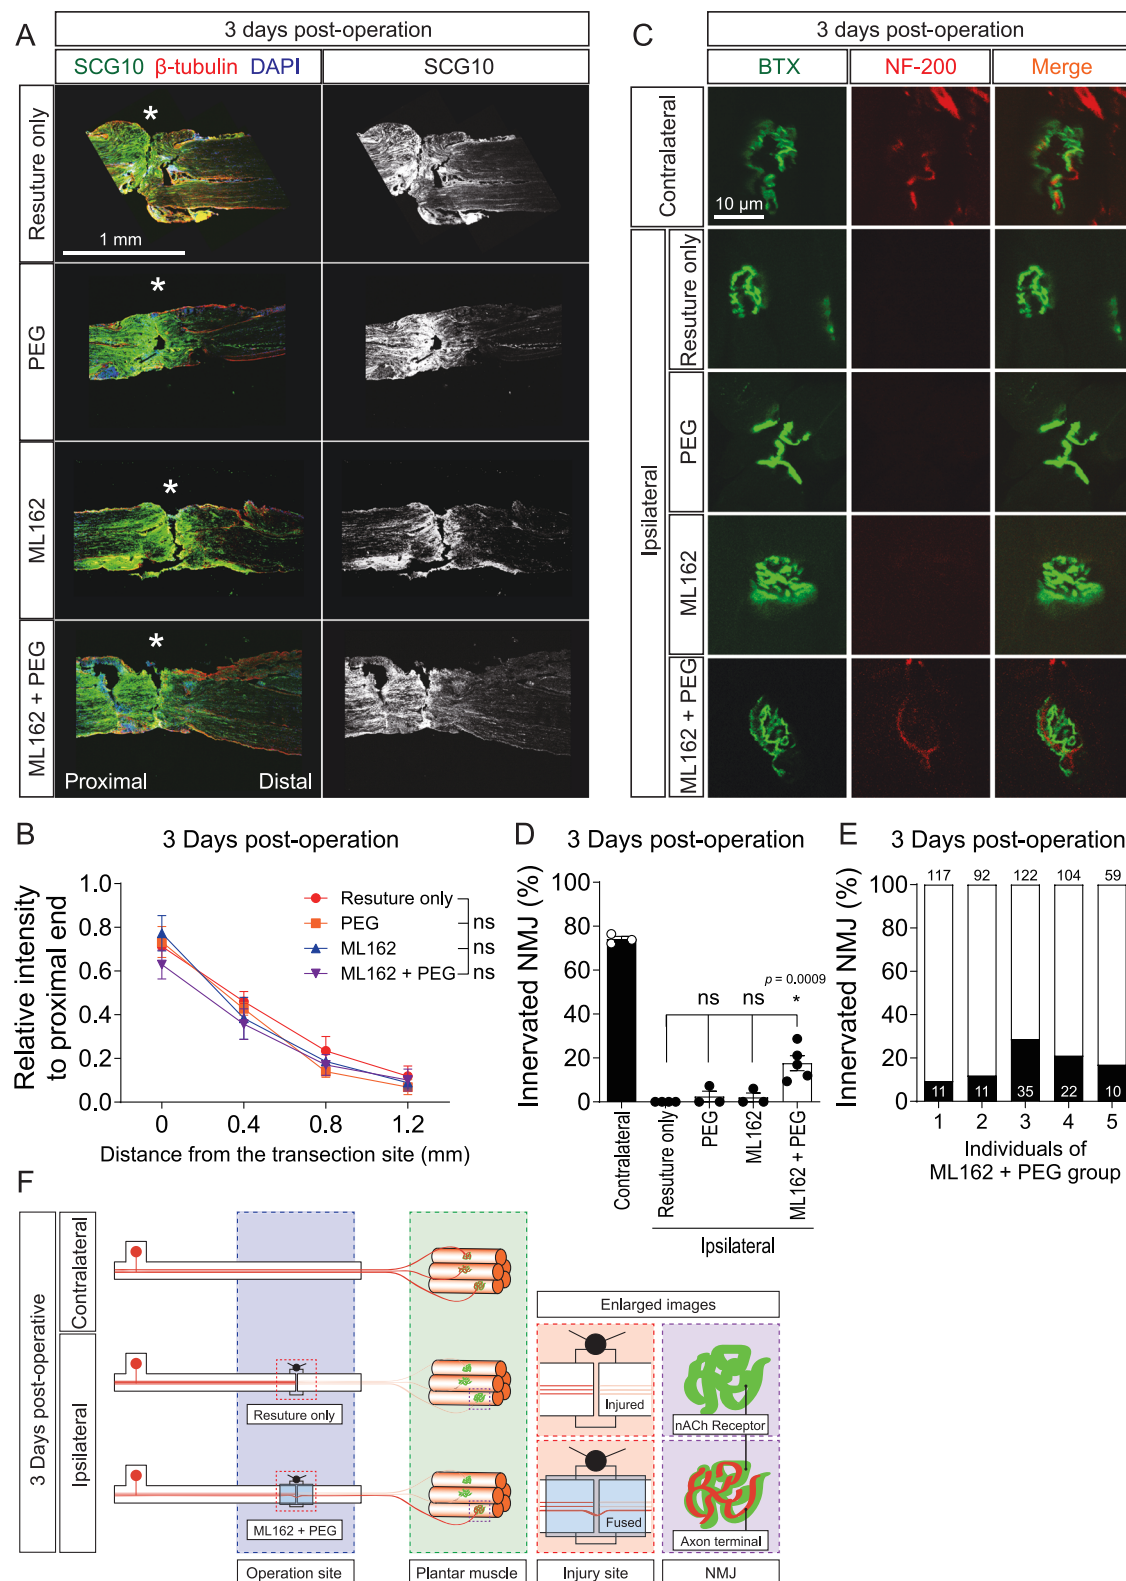 A
3 days post-operation
SCG10 β-tubulin DAPI
SCG10
Resuture only
*
1 mm
PEG
*
ML162
*
ML162 + PEG
*
Proximal
Distal
C
3 days post-operation
BTX
NF-200
Merge
Contralateral
10 µm
Ipsilateral
Resuture only
PEG
ML162
ML162 + PEG
B
3 Days post-operation
Relative intensity
to proximal end
1.0
0.8
0.6
0.4
0.2
0.0
0
0.4
0.8
1.2
Distance from the transection site (mm)
Resuture only
PEG
ML162
ML162 + PEG
ns
ns
ns
D
3 Days post-operation
Innervated NMJ (%)
100
80
60
40
20
0
ns
ns
p = 0.0009
*
Contralateral
Resuture only
PEG
ML162
ML162 + PEG
Ipsilateral
E
3 Days post-operation
Innervated NMJ (%)
100
80
60
40
20
0
117
92
122
104
59
11
11
35
22
10
1
2
3
4
5
Individuals of
ML162 + PEG group
F
3 Days post-operative
Contralateral
Ipsilateral
Resuture only
ML162 + PEG
Operation site
Plantar muscle
Enlarged images
Injured
nACh Receptor
Fused
Axon terminal
Injury site
NMJ